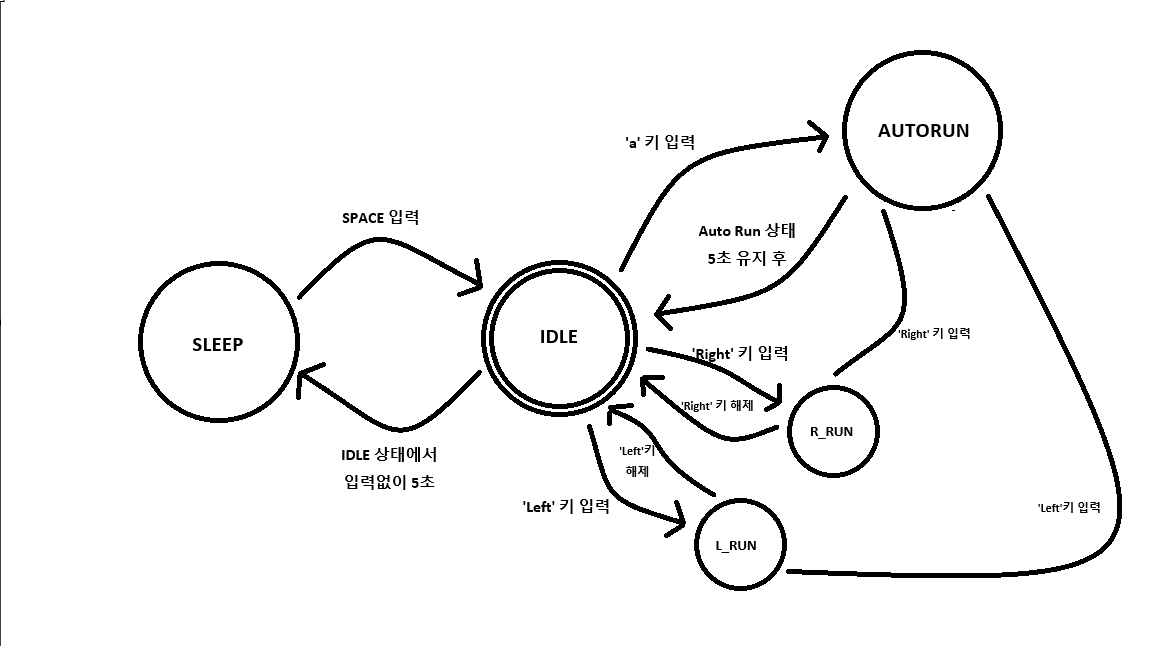 AUTORUN
'a' 키 입력
SPACE 입력
Auto Run 상태
5초 유지 후
SLEEP
IDLE
'Right' 키 입력
'Right' 키 입력
'Right' 키 해제
R_RUN
IDLE 상태에서
입력없이 5초
'Left'키
해제
'Left' 키 입력
'Left'키 입력
L_RUN